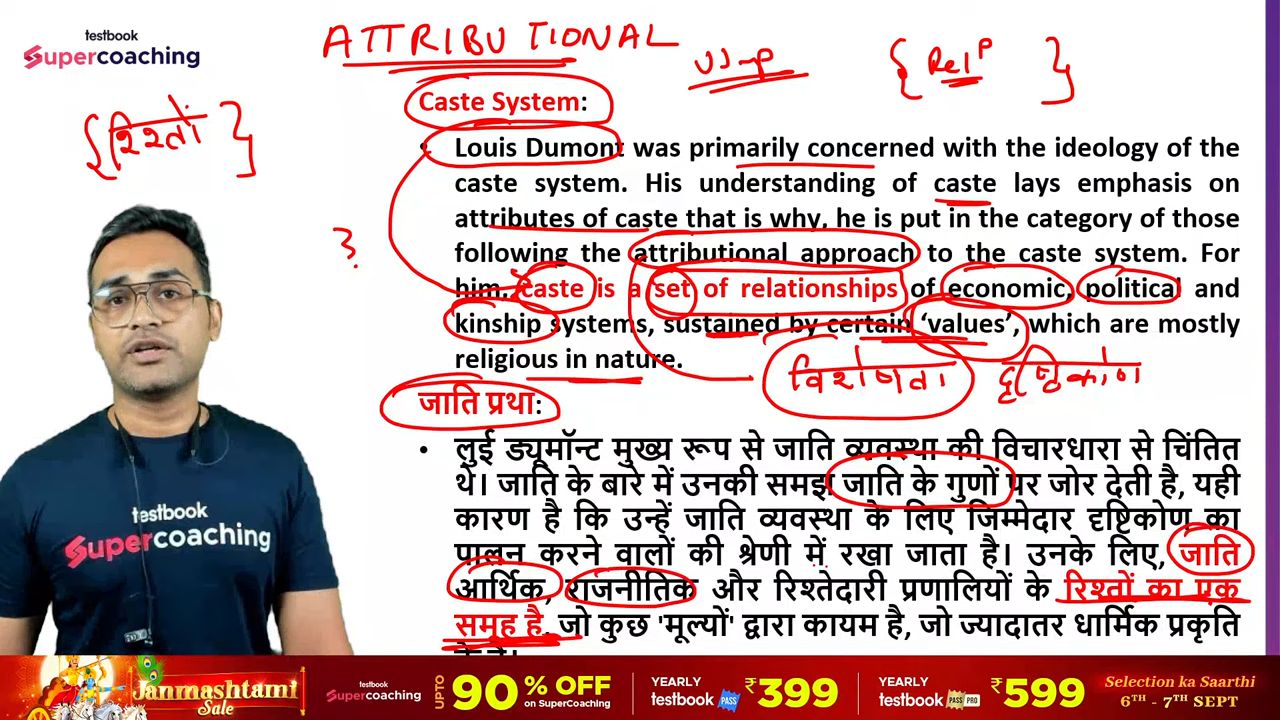 testbook
Supercoaching
ATTRIBUTIONAL
V Imp
{ Rel P }
{ रिश्ता }
Caste System:
• Louis Dumont was primarily concerned with the ideology of the
caste system. His understanding of caste lays emphasis on
attributes of caste that is why, he is put in the category of those
following the attributional approach to the caste system. For
him, caste is a set of relationships of economic, political and
kinship systems, sustained by certain ‘values’, which are mostly
religious in nature.
जाति प्रथा:
• लुई ड्यूमॉन्ट मुख्य रूप से जाति व्यवस्था की विचारधारा से चिंतित
थे। जाति के बारे में उनकी समझ जाति के गुणों पर जोर देती है, यही
कारण है कि उन्हें जाति व्यवस्था के लिए जिम्मेदार दृष्टिकोण का
पालन करने वालों की श्रेणी में रखा जाता है। उनके लिए, जाति
आर्थिक, राजनीतिक और रिश्तेदारी प्रणालियों के रिश्तों का एक
समूह है, जो कुछ 'मूल्यों' द्वारा कायम है, जो ज्यादातर धार्मिक प्रकृति
testbook
Supercoaching
Janmashtami
Sale
testbook
Supercoaching
UPTO 90 % OFF
on SuperCoaching
YEARLY
testbook PASS ₹399
YEARLY
testbook PASS PRO ₹599
Selection ka Saarthi
6TH - 7TH SEPT